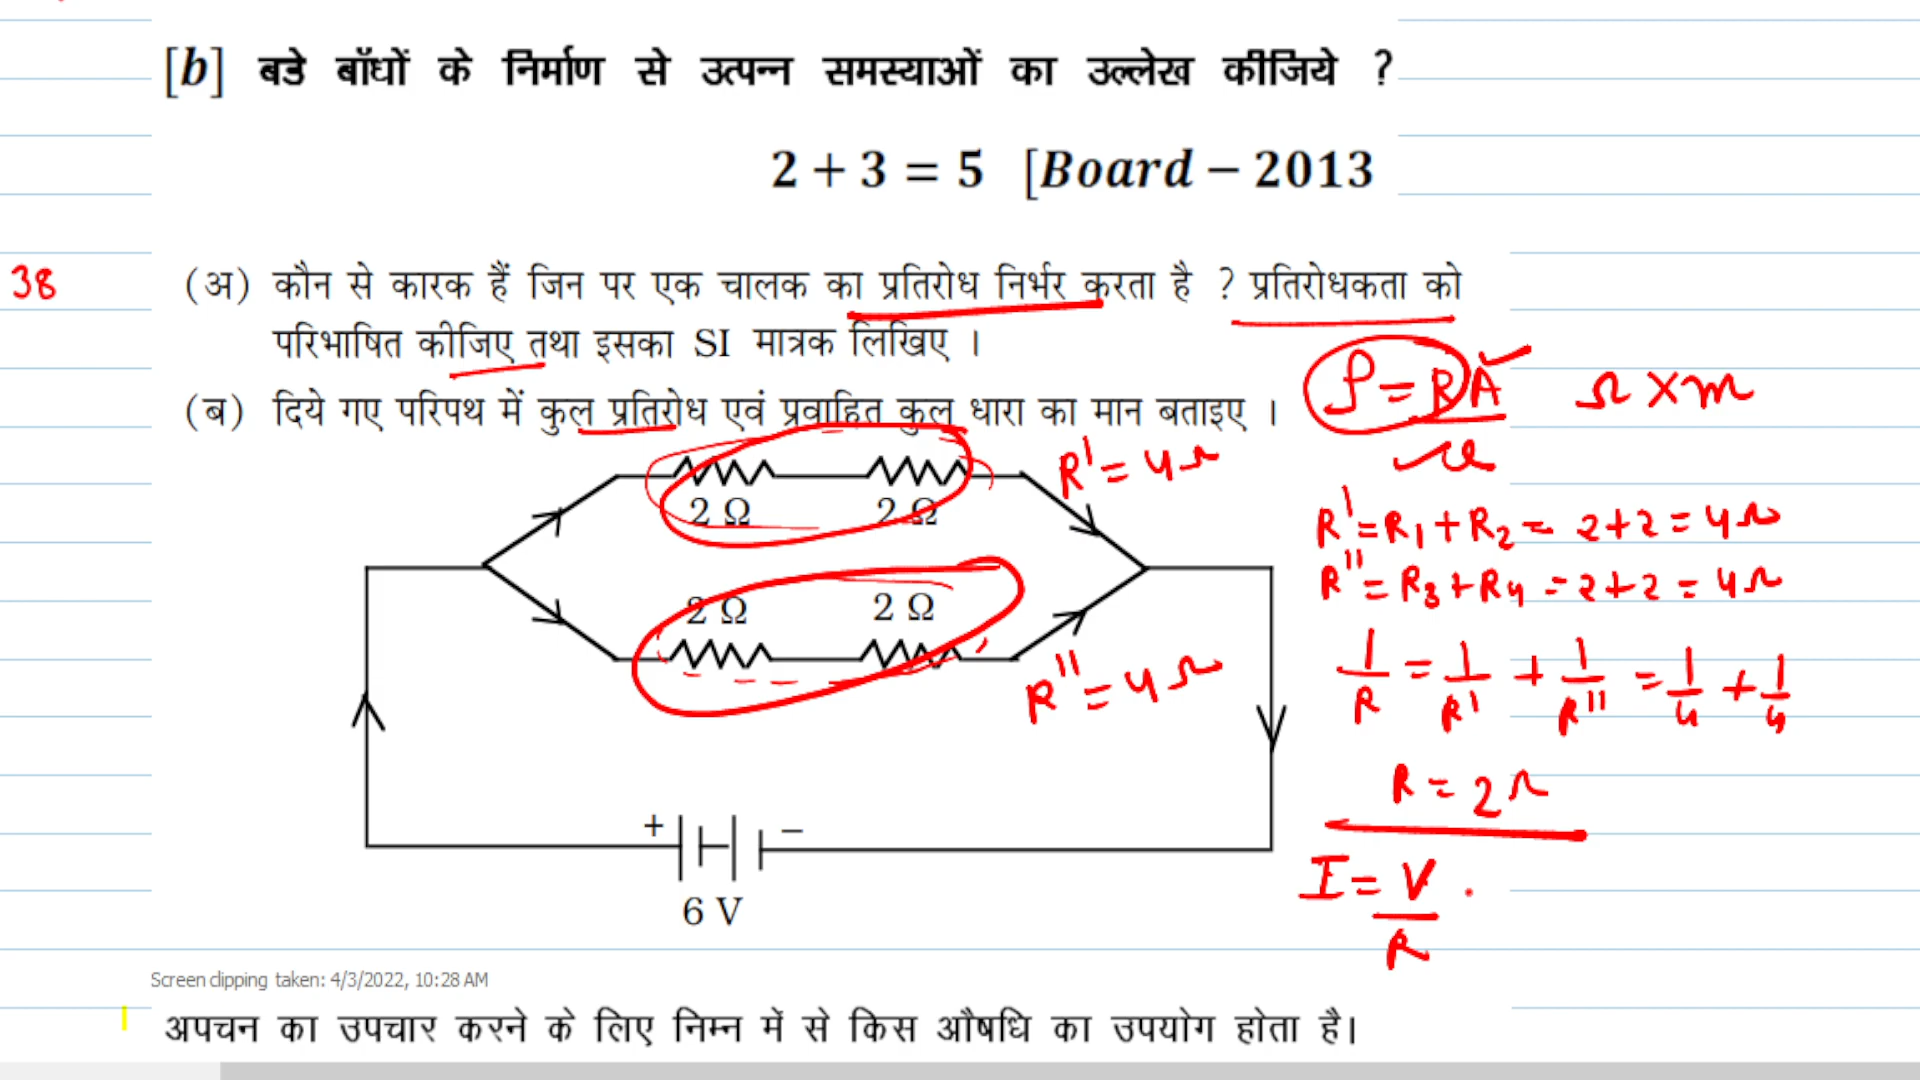 [b] बडे बाँधों के निर्माण से उत्पन्न समस्याओं का उल्लेख कीजिये ?
2 + 3 = 5 [Board − 2013
38
(अ) कौन से कारक हैं जिन पर एक चालक का प्रतिरोध निर्भर करता है ? प्रतिरोधकता को
परिभाषित कीजिए तथा इसका SI मात्रक लिखिए ।
ρ = RA Ω × m
l
(ब) दिये गए परिपथ में कुल प्रतिरोध एवं प्रवाहित कुल धारा का मान बताइए ।
R' = 4Ω
2 Ω 2 Ω
R' = R1 + R2 = 2+2 = 4Ω
2 Ω 2 Ω
R'' = R3 + R4 = 2+2 = 4Ω
R'' = 4Ω
1/R = 1/R' + 1/R'' = 1/4 + 1/4
R = 2Ω
+ −
6 V
I = V/R
Screen clipping taken: 4/3/2022, 10:28 AM
अपचन का उपचार करने के लिए निम्न में से किस औषधि का उपयोग होता है।